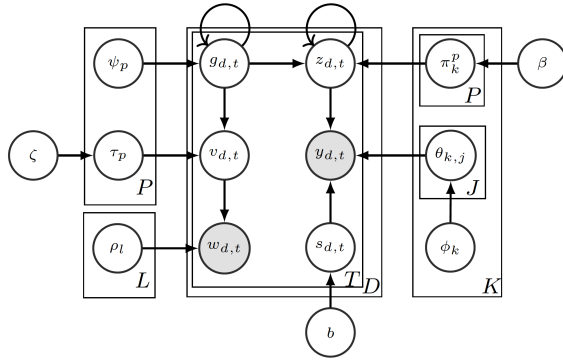 ψ_p g_{d,t} z_{d,t} π_k^p β
P
ζ τ_p v_{d,t} y_{d,t} θ_{k,j}
P J
ρ_l w_{d,t} s_{d,t} φ_k
L T D K
b